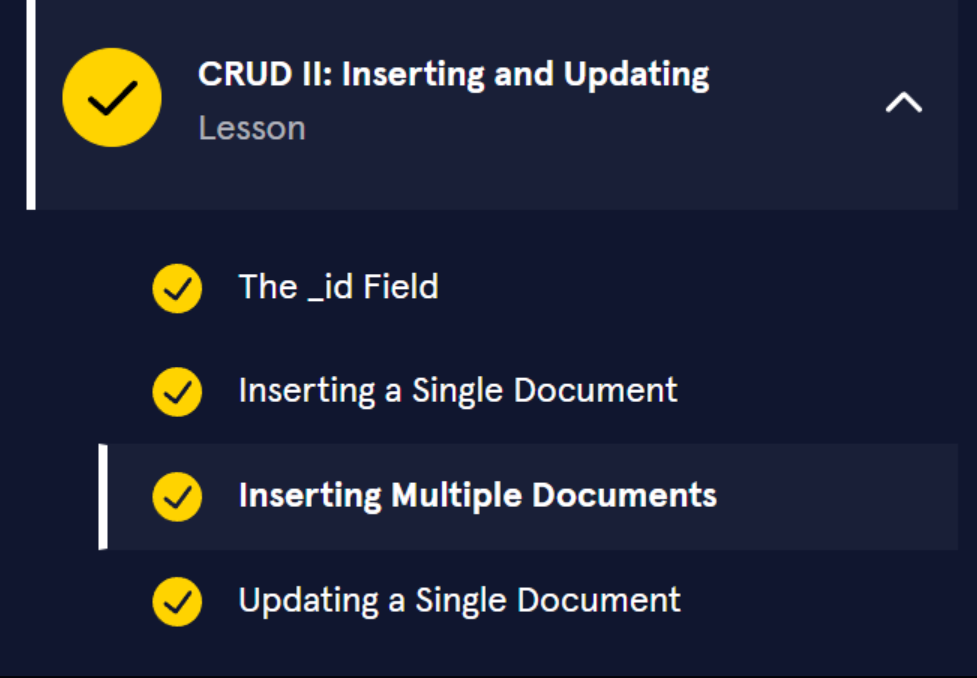 CRUD II: Inserting and Updating
Lesson
The _id Field
Inserting a Single Document
Inserting Multiple Documents
Updating a Single Document